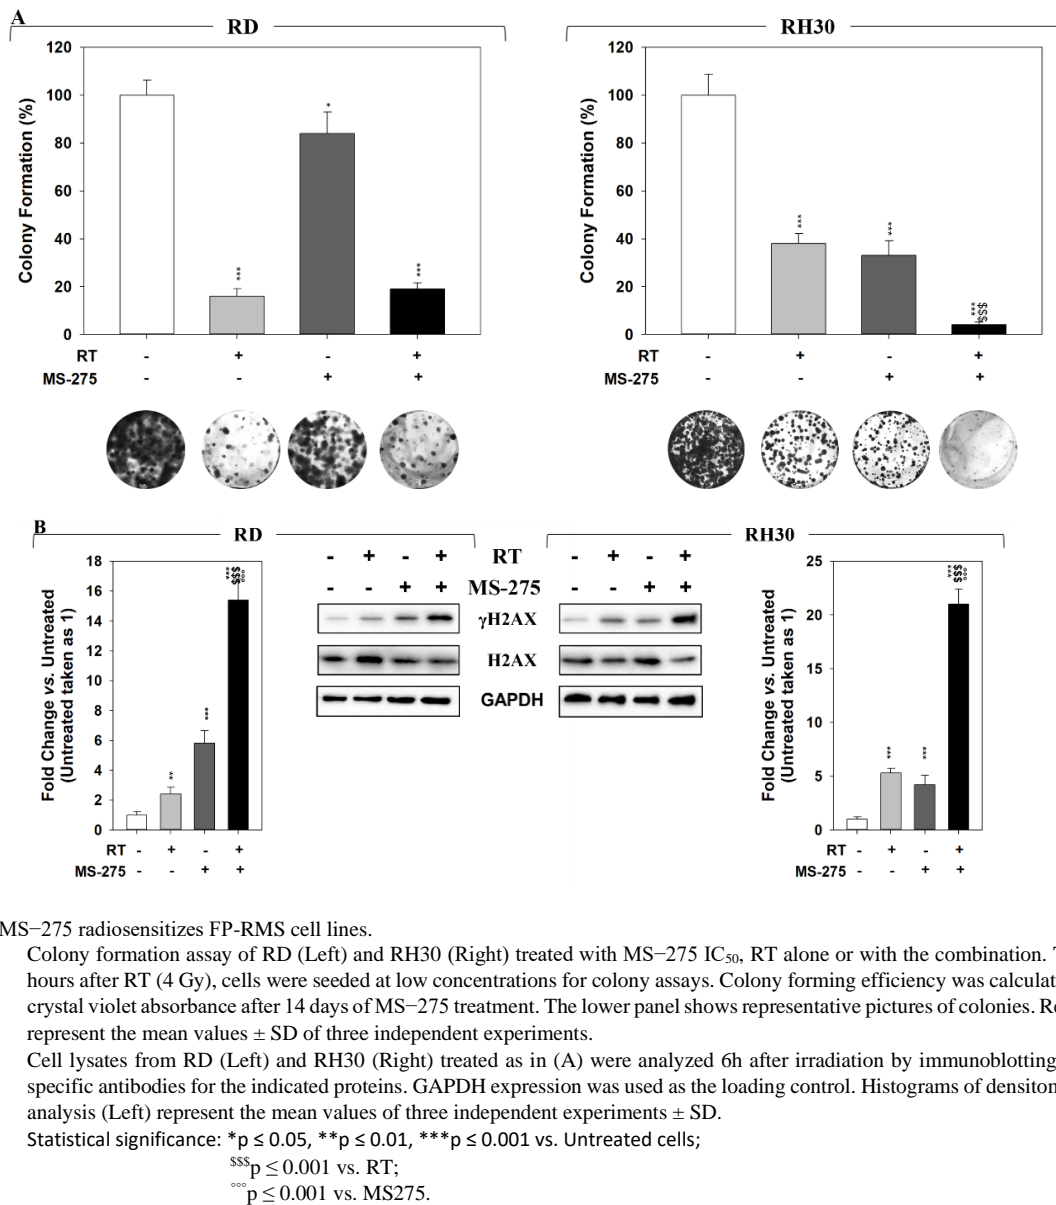 A
RD
RH30
120
100
80
60
40
20
0
Colony Formation (%)
*
***
***
RT - + - +
MS-275 - - + +
120
100
80
60
40
20
0
Colony Formation (%)
***
***
***
$$$
RT - + - +
MS-275 - - + +
B
RD
RH30
18
16
14
12
10
8
6
4
2
0
Fold Change vs. Untreated
(Untreated taken as 1)
**
***
***
$$$
°°°
RT - + - +
MS-275 - - + +
- + - + RT - + - +
- - + + MS-275 - - + +
γH2AX
H2AX
GAPDH
25
20
15
10
5
0
Fold Change vs. Untreated
(Untreated taken as 1)
***
***
***
$$$
°°°
RT - + - +
MS-275 - - + +
MS−275 radiosensitizes FP-RMS cell lines.
Colony formation assay of RD (Left) and RH30 (Right) treated with MS−275 IC50, RT alone or with the combination.
hours after RT (4 Gy), cells were seeded at low concentrations for colony assays. Colony forming efficiency was calculat
crystal violet absorbance after 14 days of MS−275 treatment. The lower panel shows representative pictures of colonies. Re
represent the mean values ± SD of three independent experiments.
Cell lysates from RD (Left) and RH30 (Right) treated as in (A) were analyzed 6h after irradiation by immunoblotting
specific antibodies for the indicated proteins. GAPDH expression was used as the loading control. Histograms of densiton
analysis (Left) represent the mean values of three independent experiments ± SD.
Statistical significance: *p ≤ 0.05, **p ≤ 0.01, ***p ≤ 0.001 vs. Untreated cells;
$$$p ≤ 0.001 vs. RT;
°°°p ≤ 0.001 vs. MS275.